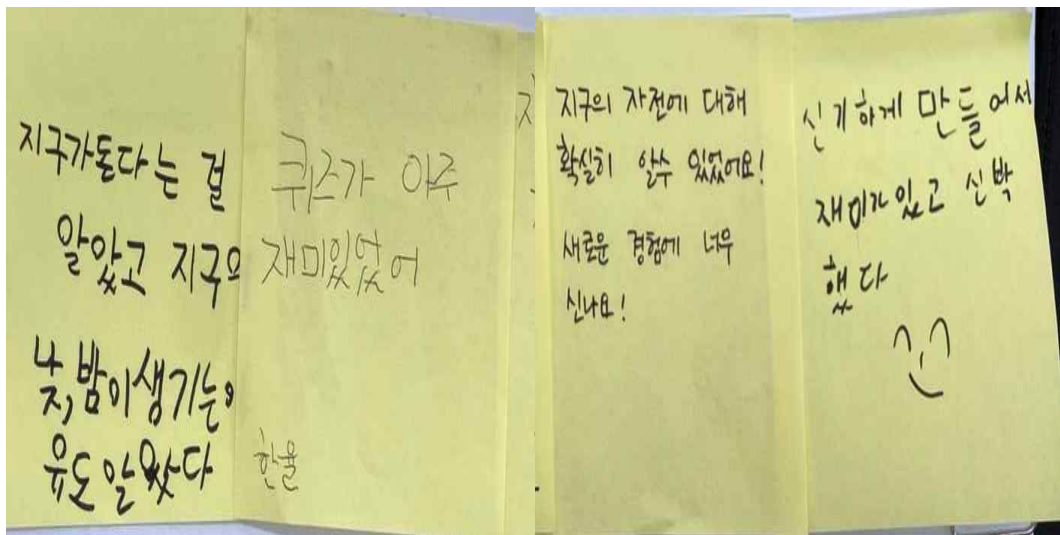 지구가돈다는 걸
알았고 지구의
낮,밤이생기는이
유도알았다
퀴즈가 아주
재미있었어
한율
지구의 자전에 대해
확실히 알수 있었어요!
새로운 경험에 너무
신나요!
신기하게 만들어서
재미가있고 신박
했다